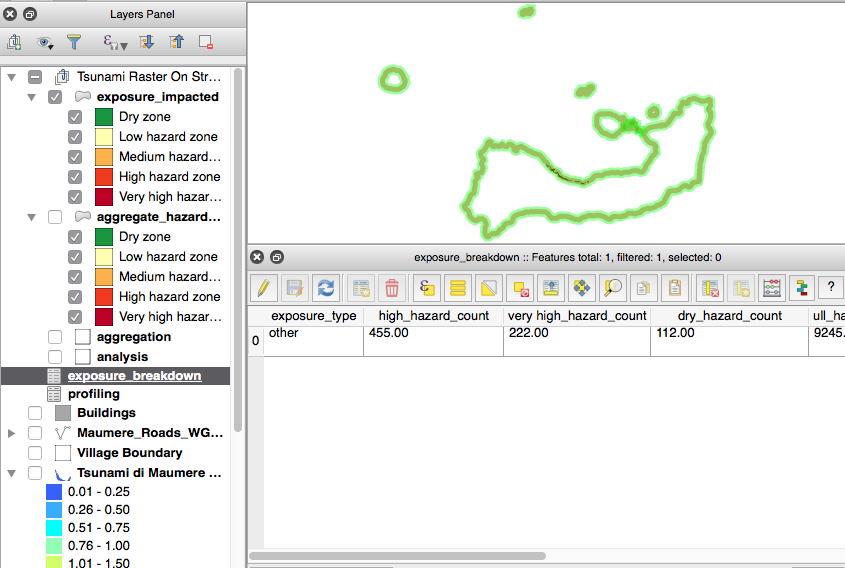 Layers Panel
Tsunami Raster On Str...
exposure_impacted
Dry zone
Low hazard zone
Medium hazard...
High hazard zone
Very high hazar...
aggregate_hazard...
Dry zone
Low hazard zone
Medium hazard...
High hazard zone
Very high hazar...
aggregation
analysis
exposure_breakdown
profiling
Buildings
Maumere_Roads_WG...
Village Boundary
Tsunami di Maumere ...
0.01 - 0.25
0.26 - 0.50
0.51 - 0.75
0.76 - 1.00
1.01 - 1.50
exposure_breakdown :: Features total: 1, filtered: 1, selected: 0
?
exposure_type high_hazard_count very high_hazard_count dry_hazard_count ull_ha
0 other 455.00 222.00 112.00 9245.